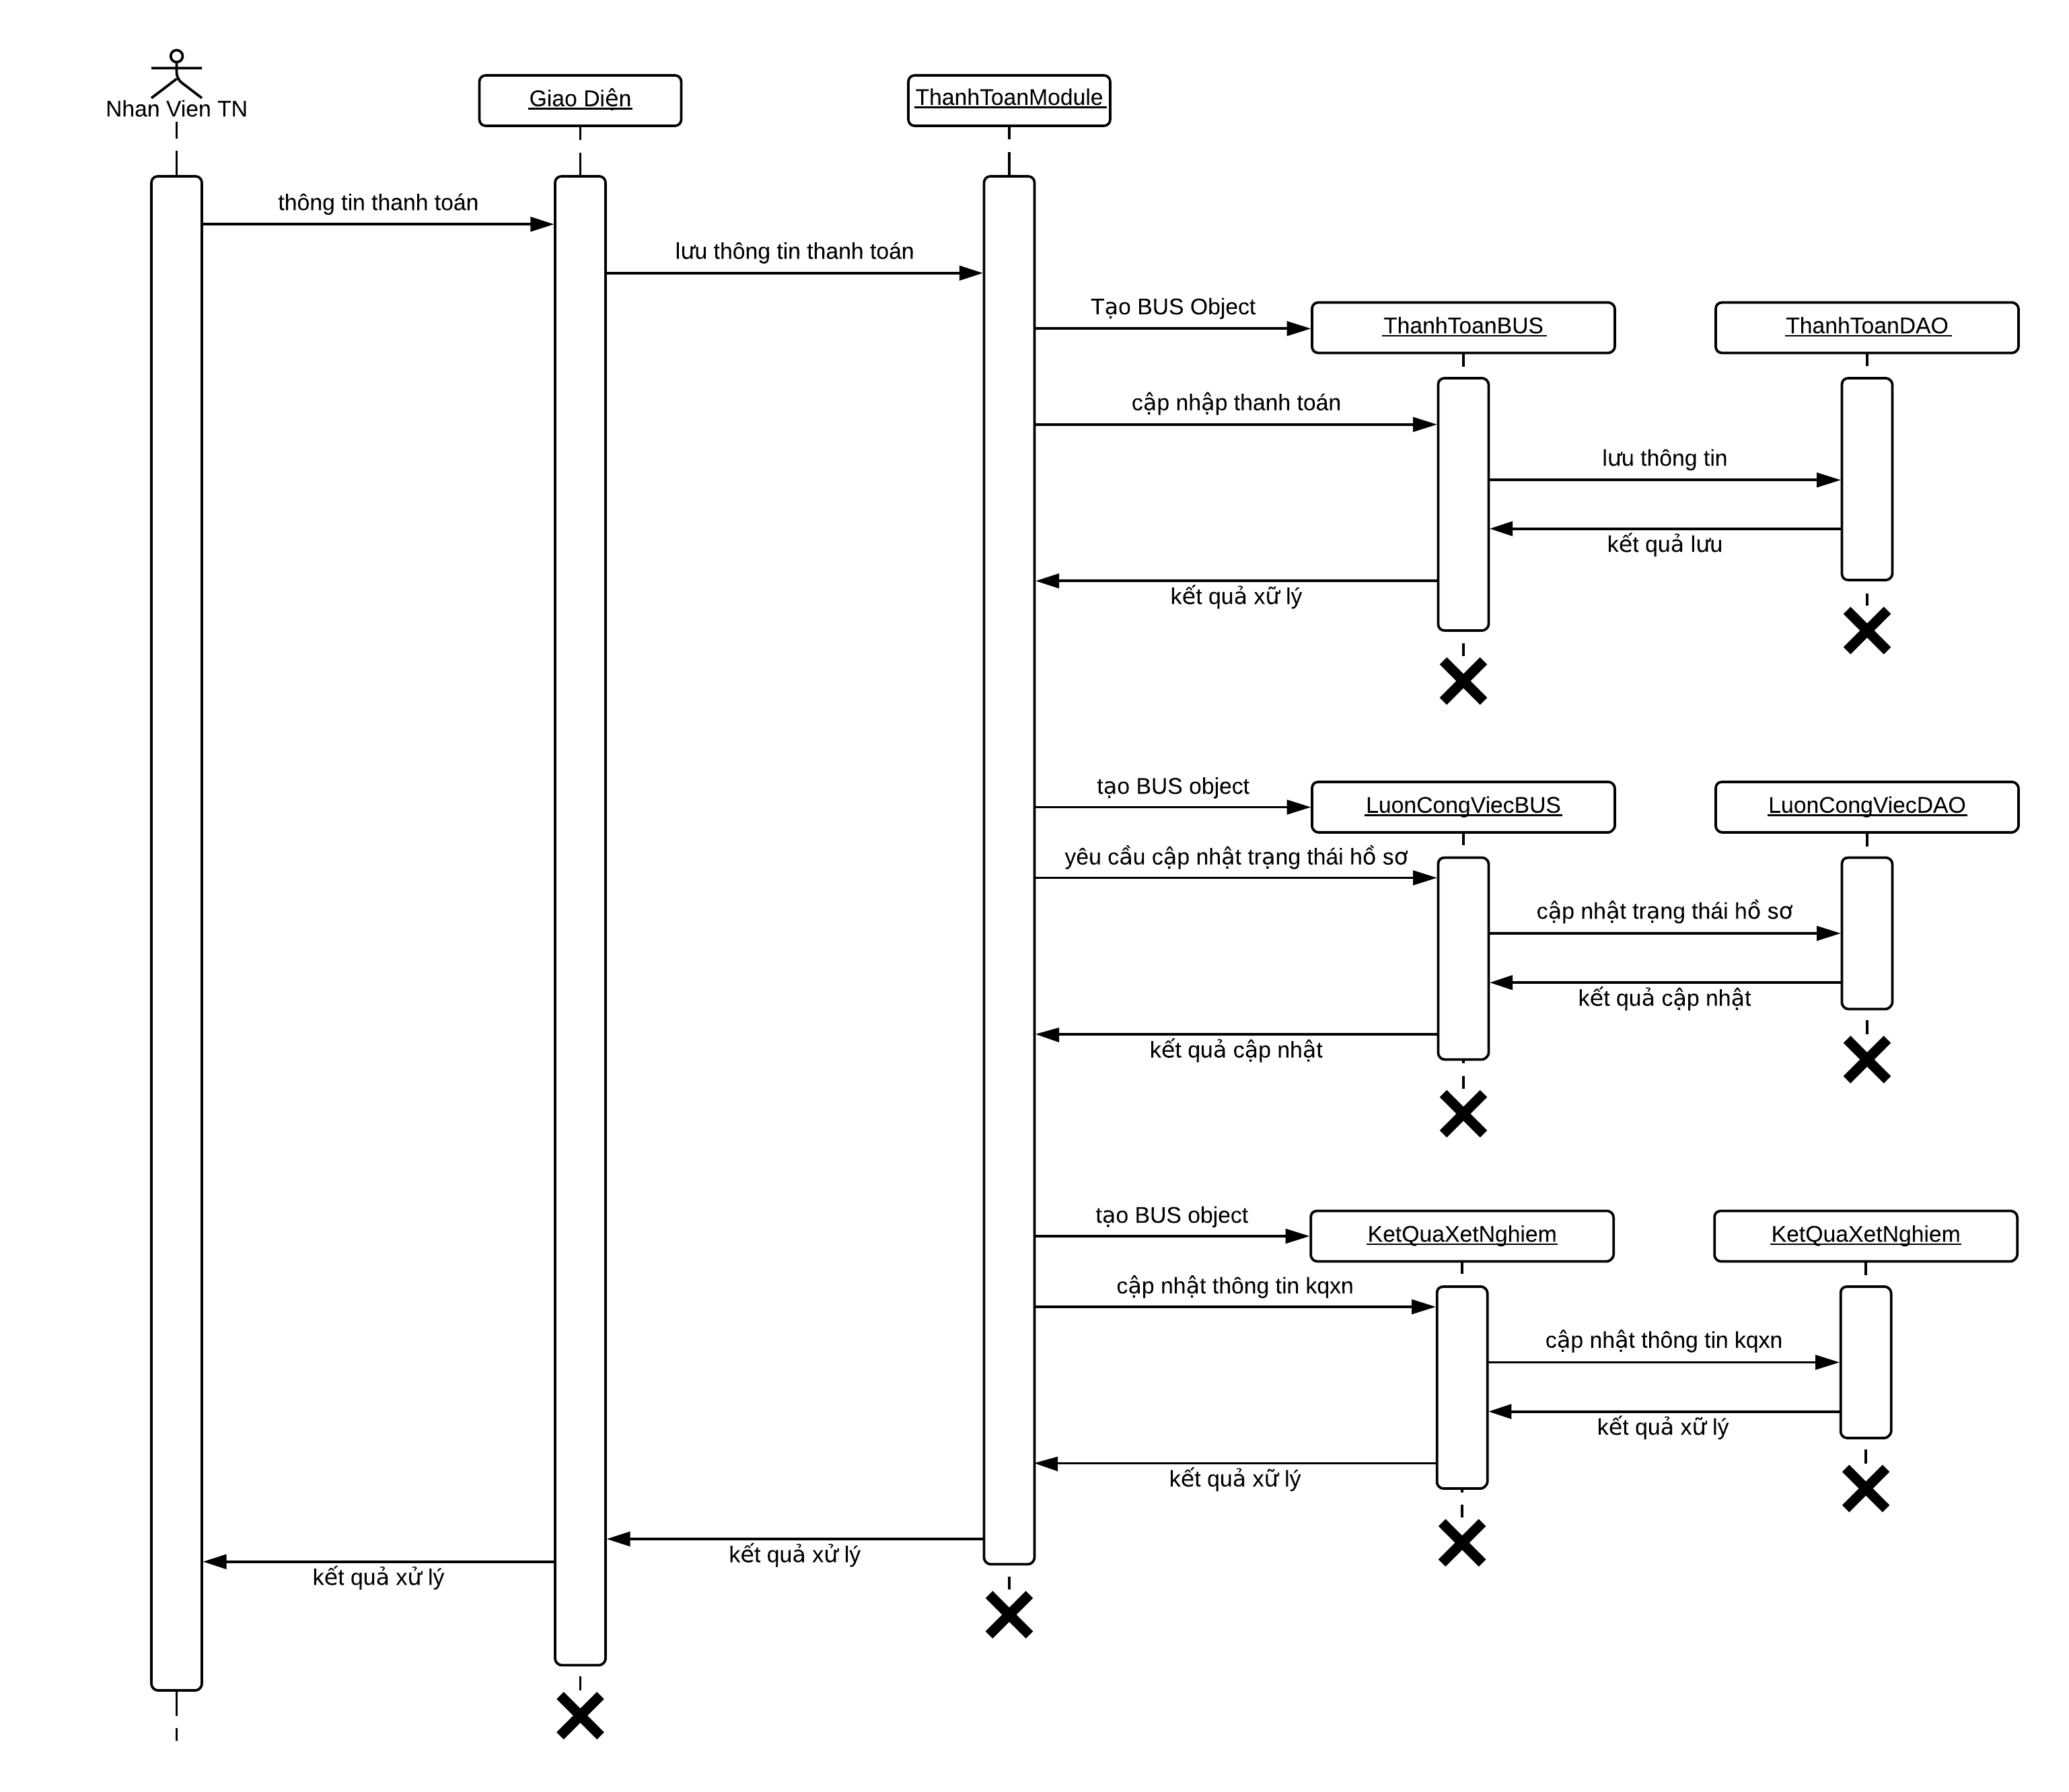 Nhan Vien TN
Giao Diện
ThanhToanModule
thông tin thanh toán
lưu thông tin thanh toán
Tạo BUS Object
ThanhToanBUS
ThanhToanDAO
cập nhập thanh toán
lưu thông tin
kết quả lưu
kết quả xữ lý
tạo BUS object
LuonCongViecBUS
LuonCongViecDAO
yêu cầu cập nhật trạng thái hồ sơ
cập nhật trạng thái hồ sơ
kết quả cập nhật
kết quả cập nhật
tạo BUS object
KetQuaXetNghiem
KetQuaXetNghiem
cập nhật thông tin kqxn
cập nhật thông tin kqxn
kết quả xữ lý
kết quả xữ lý
kết quả xử lý
kết quả xử lý